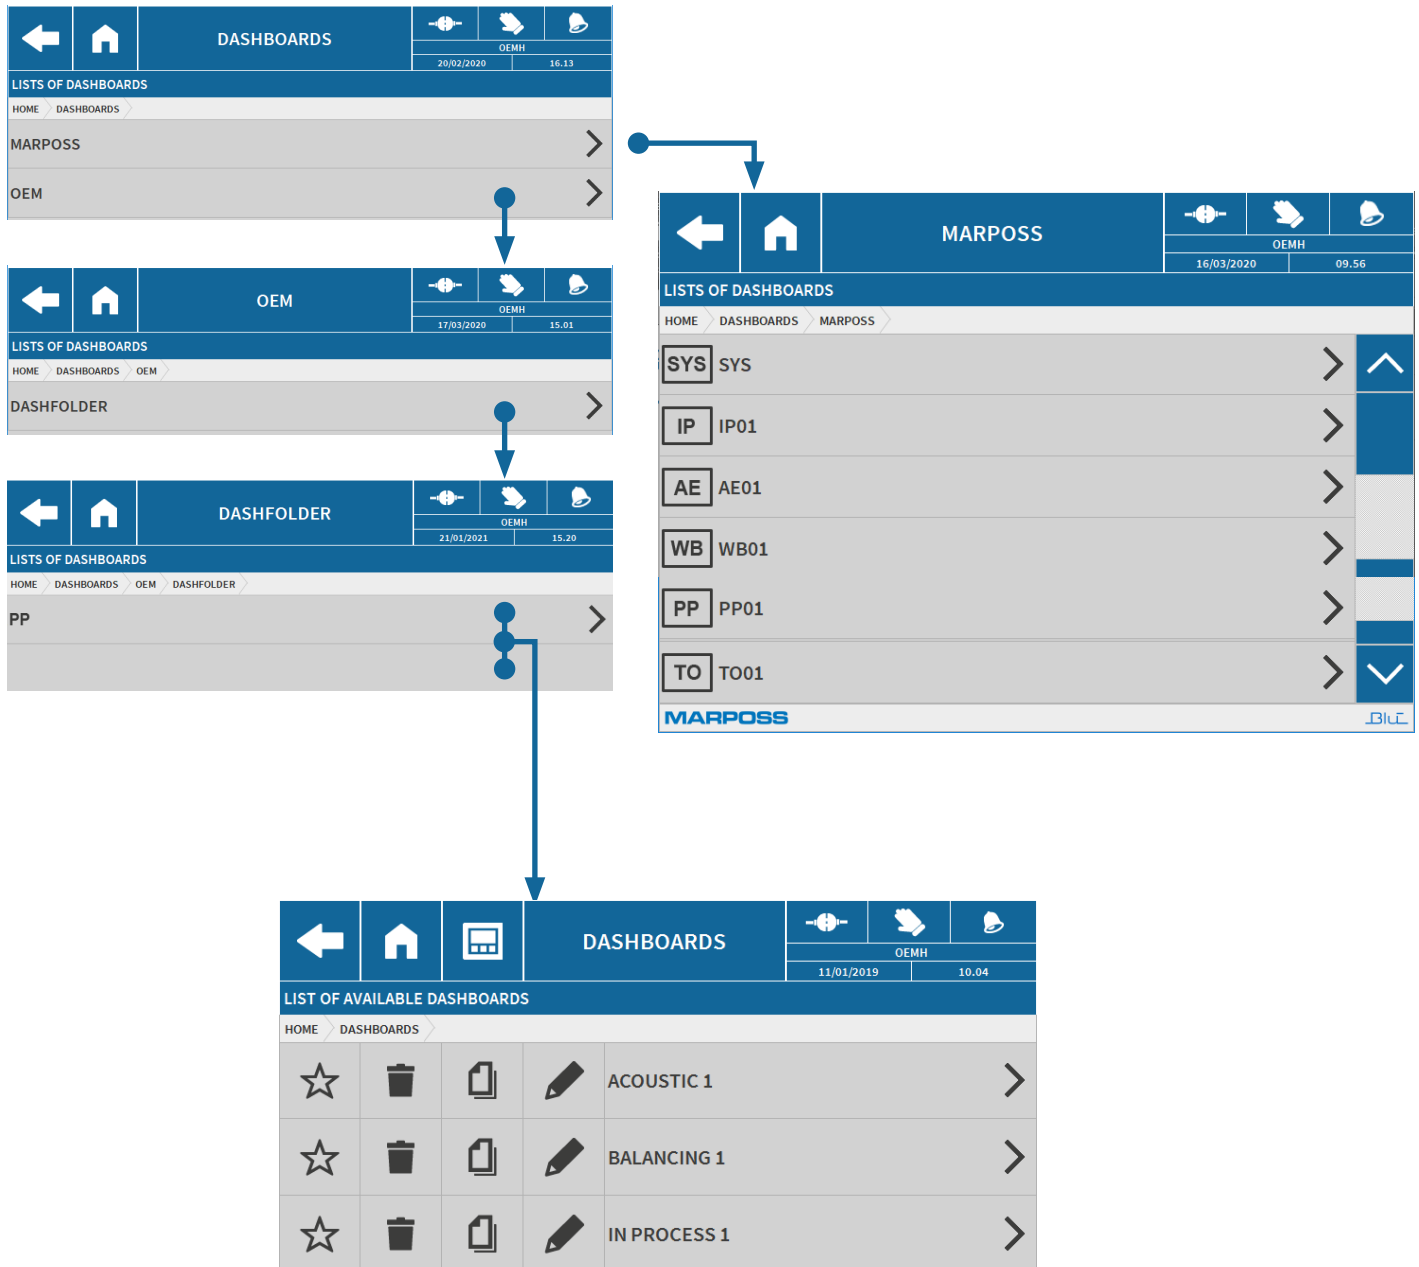 DASHBOARDS
OEMH
20/02/2020 16.13
LISTS OF DASHBOARDS
HOME DASHBOARDS
MARPOSS
OEM
OEM
OEMH
17/03/2020 15.01
LISTS OF DASHBOARDS
HOME DASHBOARDS OEM
DASHFOLDER
DASHFOLDER
OEMH
21/01/2021 15.20
LISTS OF DASHBOARDS
HOME DASHBOARDS OEM DASHFOLDER
PP
MARPOSS
OEMH
16/03/2020 09.56
LISTS OF DASHBOARDS
HOME DASHBOARDS MARPOSS
SYS SYS
IP IP01
AE AE01
WB WB01
PP PP01
TO TO01
MARPOSS BLÚ
DASHBOARDS
OEMH
11/01/2019 10.04
LIST OF AVAILABLE DASHBOARDS
HOME DASHBOARDS
ACOUSTIC 1
BALANCING 1
IN PROCESS 1